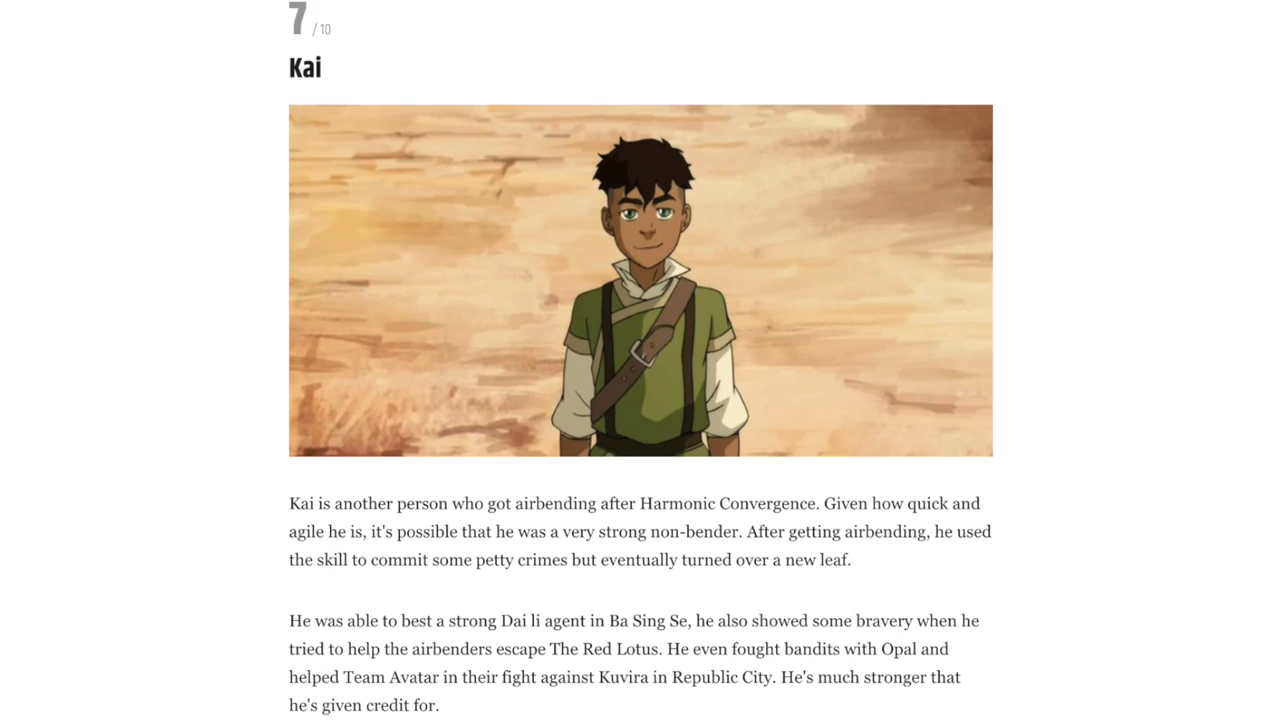 7 / 10
Kai
Kai is another person who got airbending after Harmonic Convergence. Given how quick and
agile he is, it's possible that he was a very strong non-bender. After getting airbending, he used
the skill to commit some petty crimes but eventually turned over a new leaf.
He was able to best a strong Dai li agent in Ba Sing Se, he also showed some bravery when he
tried to help the airbenders escape The Red Lotus. He even fought bandits with Opal and
helped Team Avatar in their fight against Kuvira in Republic City. He's much stronger that
he's given credit for.